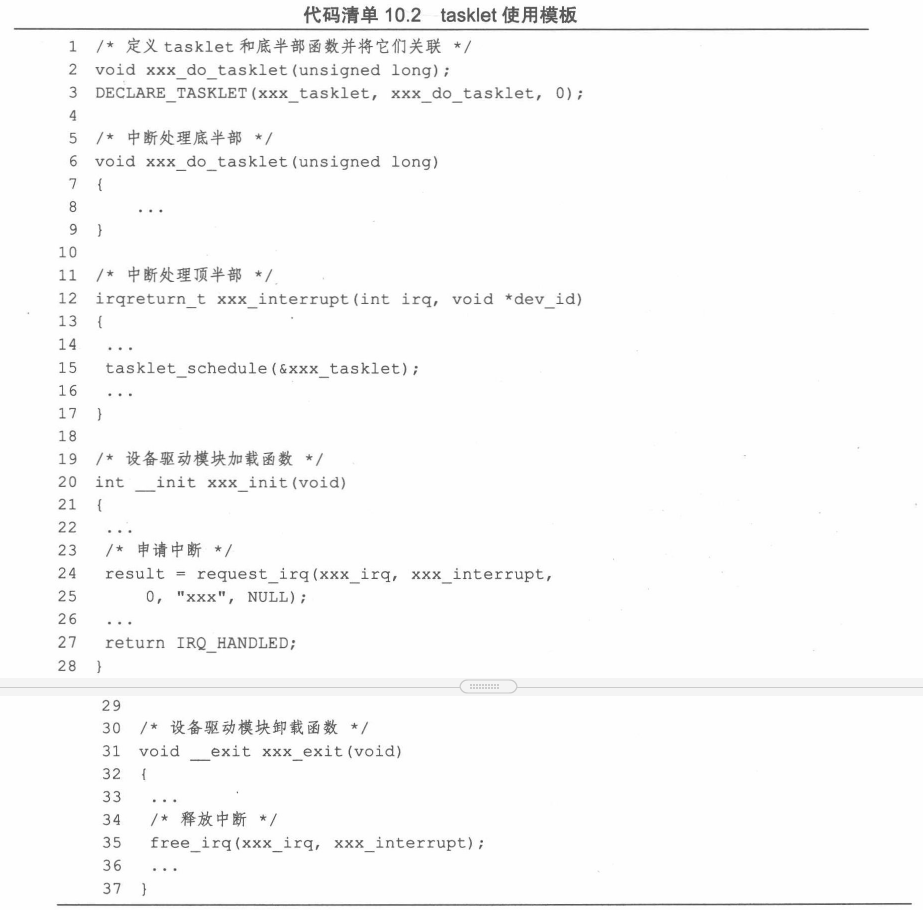 代码清单 10.2 tasklet 使用模板
1 /* 定义 tasklet 和底半部函数并将它们关联 */
2 void xxx_do_tasklet(unsigned long);
3 DECLARE_TASKLET(xxx_tasklet, xxx_do_tasklet, 0);
4
5 /* 中断处理底半部 */
6 void xxx_do_tasklet(unsigned long)
7 {
8     ...
9 }
10
11 /* 中断处理顶半部 */
12 irqreturn_t xxx_interrupt(int irq, void *dev_id)
13 {
14  ...
15  tasklet_schedule(&xxx_tasklet);
16  ...
17 }
18
19 /* 设备驱动模块加载函数 */
20 int __init xxx_init(void)
21 {
22  ...
23  /* 申请中断 */
24  result = request_irq(xxx_irq, xxx_interrupt,
25      0, "xxx", NULL);
26  ...
27  return IRQ_HANDLED;
28 }
29
30 /* 设备驱动模块卸载函数 */
31 void __exit xxx_exit(void)
32 {
33  ...
34  /* 释放中断 */
35  free_irq(xxx_irq, xxx_interrupt);
36  ...
37 }